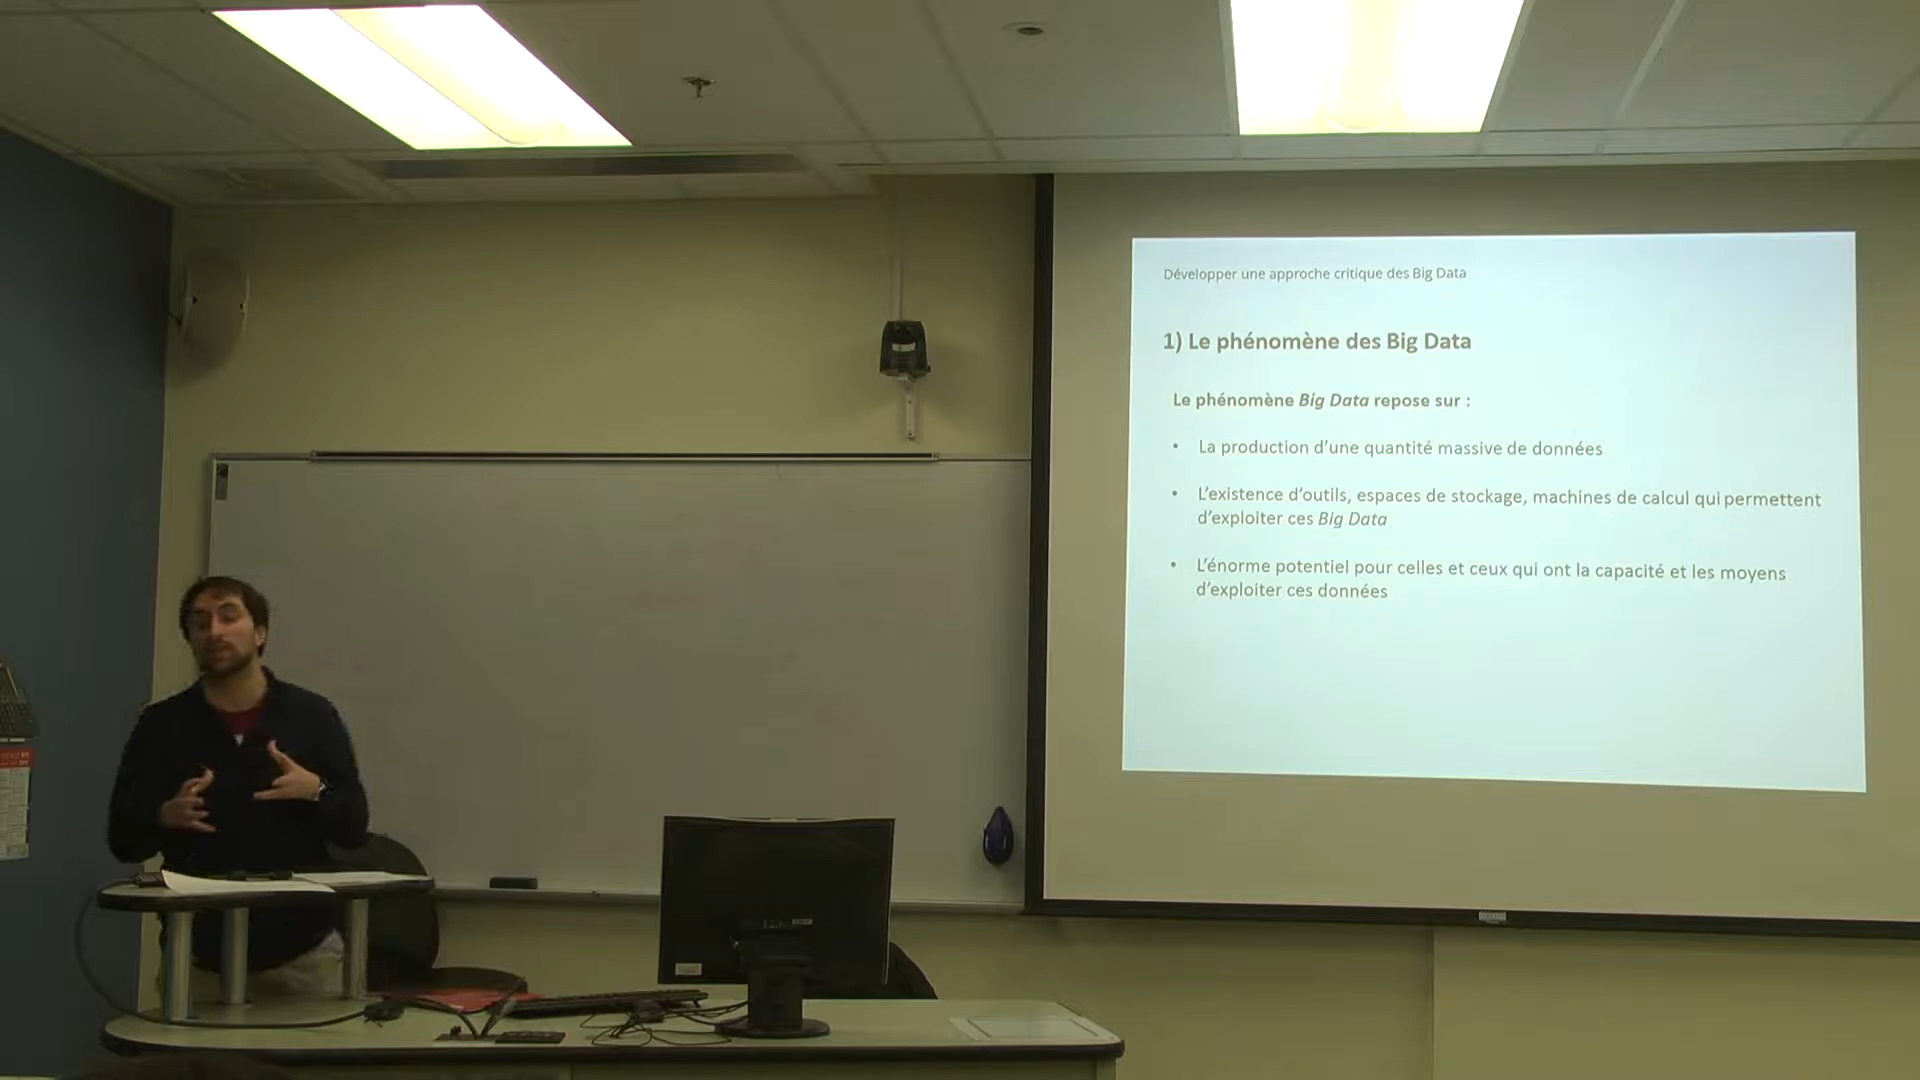 Développer une approche critique des Big Data
1) Le phénomène des Big Data
Le phénomène Big Data repose sur :
• La production d'une quantité massive de données
• L'existence d'outils, espaces de stockage, machines de calcul qui permettent
d'exploiter ces Big Data
• L'énorme potentiel pour celles et ceux qui ont la capacité et les moyens
d'exploiter ces données